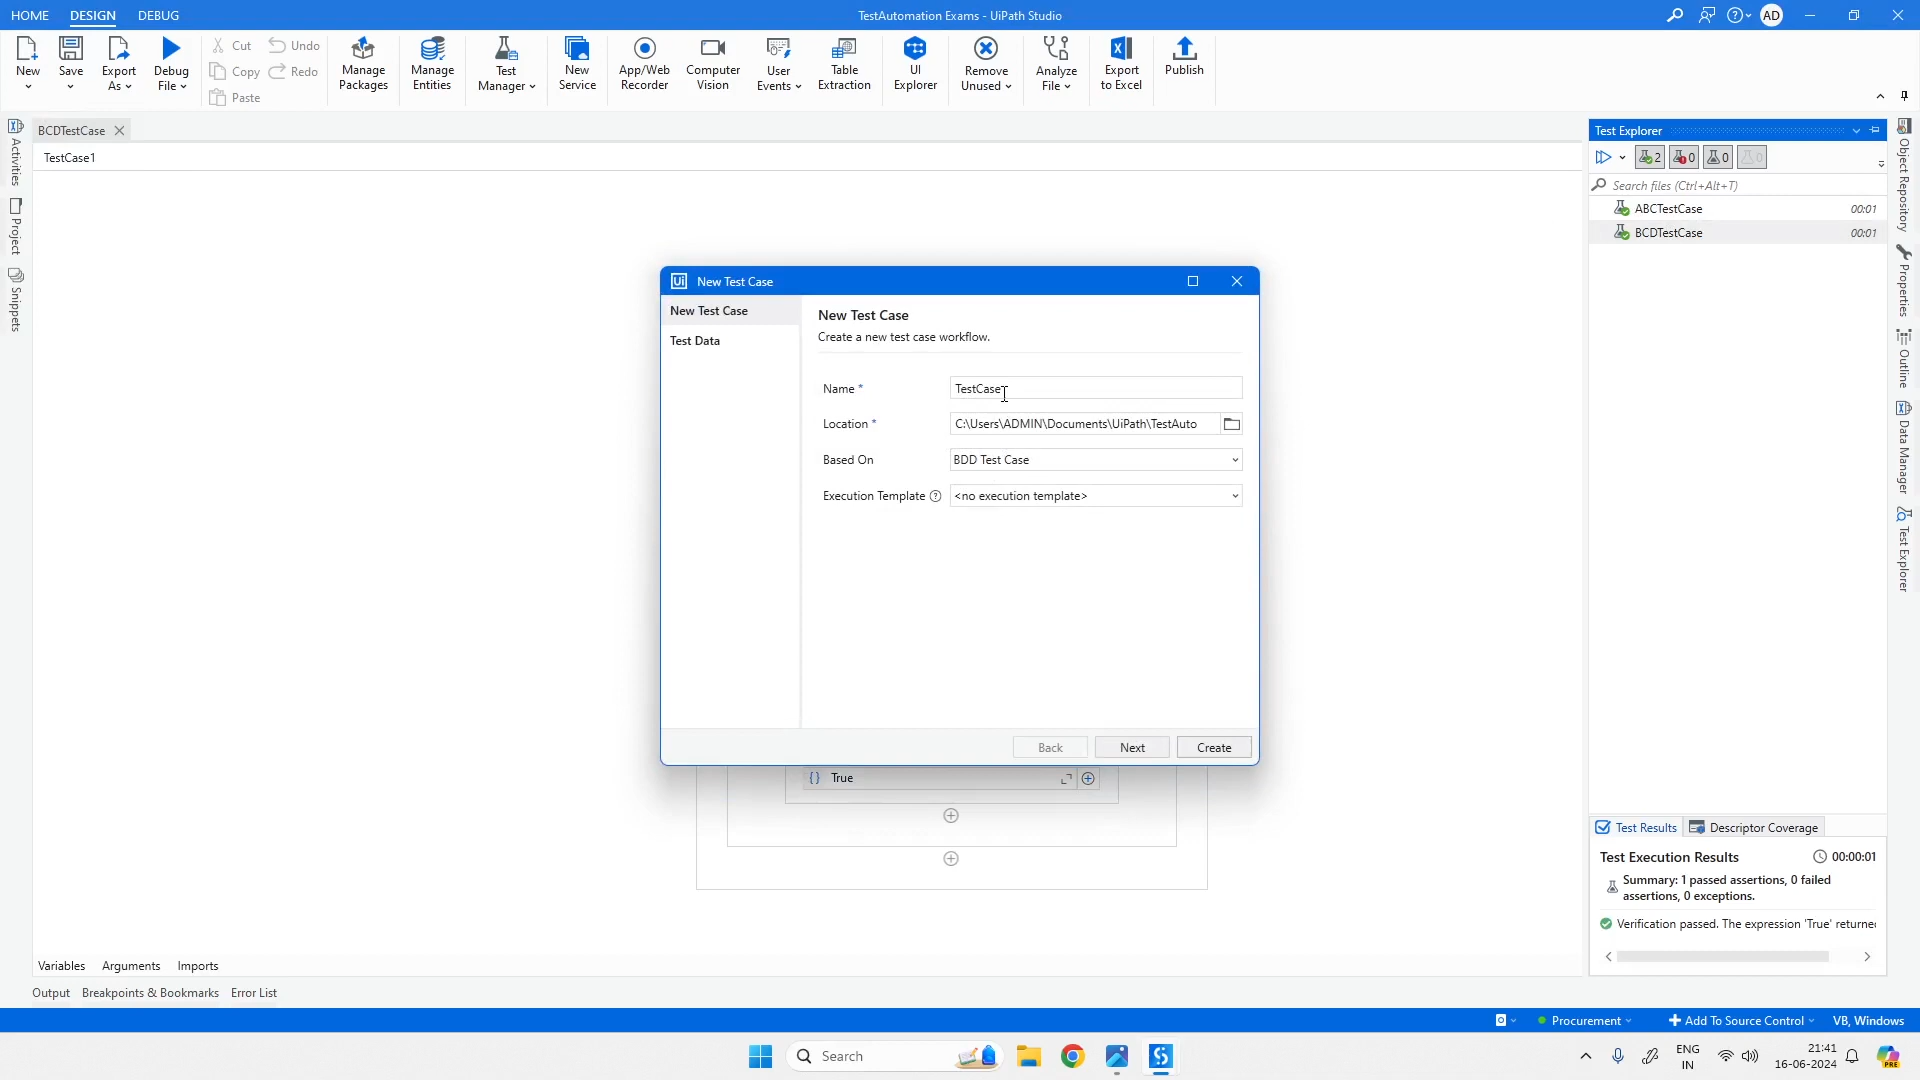 HOME
DESIGN
DEBUG
TestAutomation Exams - UiPath Studio
AD
New
Save
Export As
Debug File
Cut
Copy
Paste
Undo
Redo
Manage Packages
Manage Entities
Test Manager
New Service
App/Web Recorder
Computer Vision
User Events
Table Extraction
UI Explorer
Remove Unused
Analyze File
Export to Excel
Publish
BCDTestCase
TestCase1
Activities
Project
Snippets
Test Explorer
2
0
0
0
Search files (Ctrl+Alt+T)
ABCTestCase 00:01
BCDTestCase 00:01
Object Repository
Properties
Outline
Data Manager
Test Explorer
Ui New Test Case
New Test Case
Test Data
New Test Case
Create a new test case workflow.
Name * TestCase
Location * C:\Users\ADMIN\Documents\UiPath\TestAuto
Based On BDD Test Case
Execution Template <no execution template>
Back Next Create
{} True
Test Results Descriptor Coverage
Test Execution Results 00:00:01
Summary: 1 passed assertions, 0 failed
assertions, 0 exceptions.
Verification passed. The expression 'True' returne
Variables Arguments Imports
Output Breakpoints & Bookmarks Error List
Procurement Add To Source Control VB, Windows
Search
ENG
IN
21:41
16-06-2024
PRE